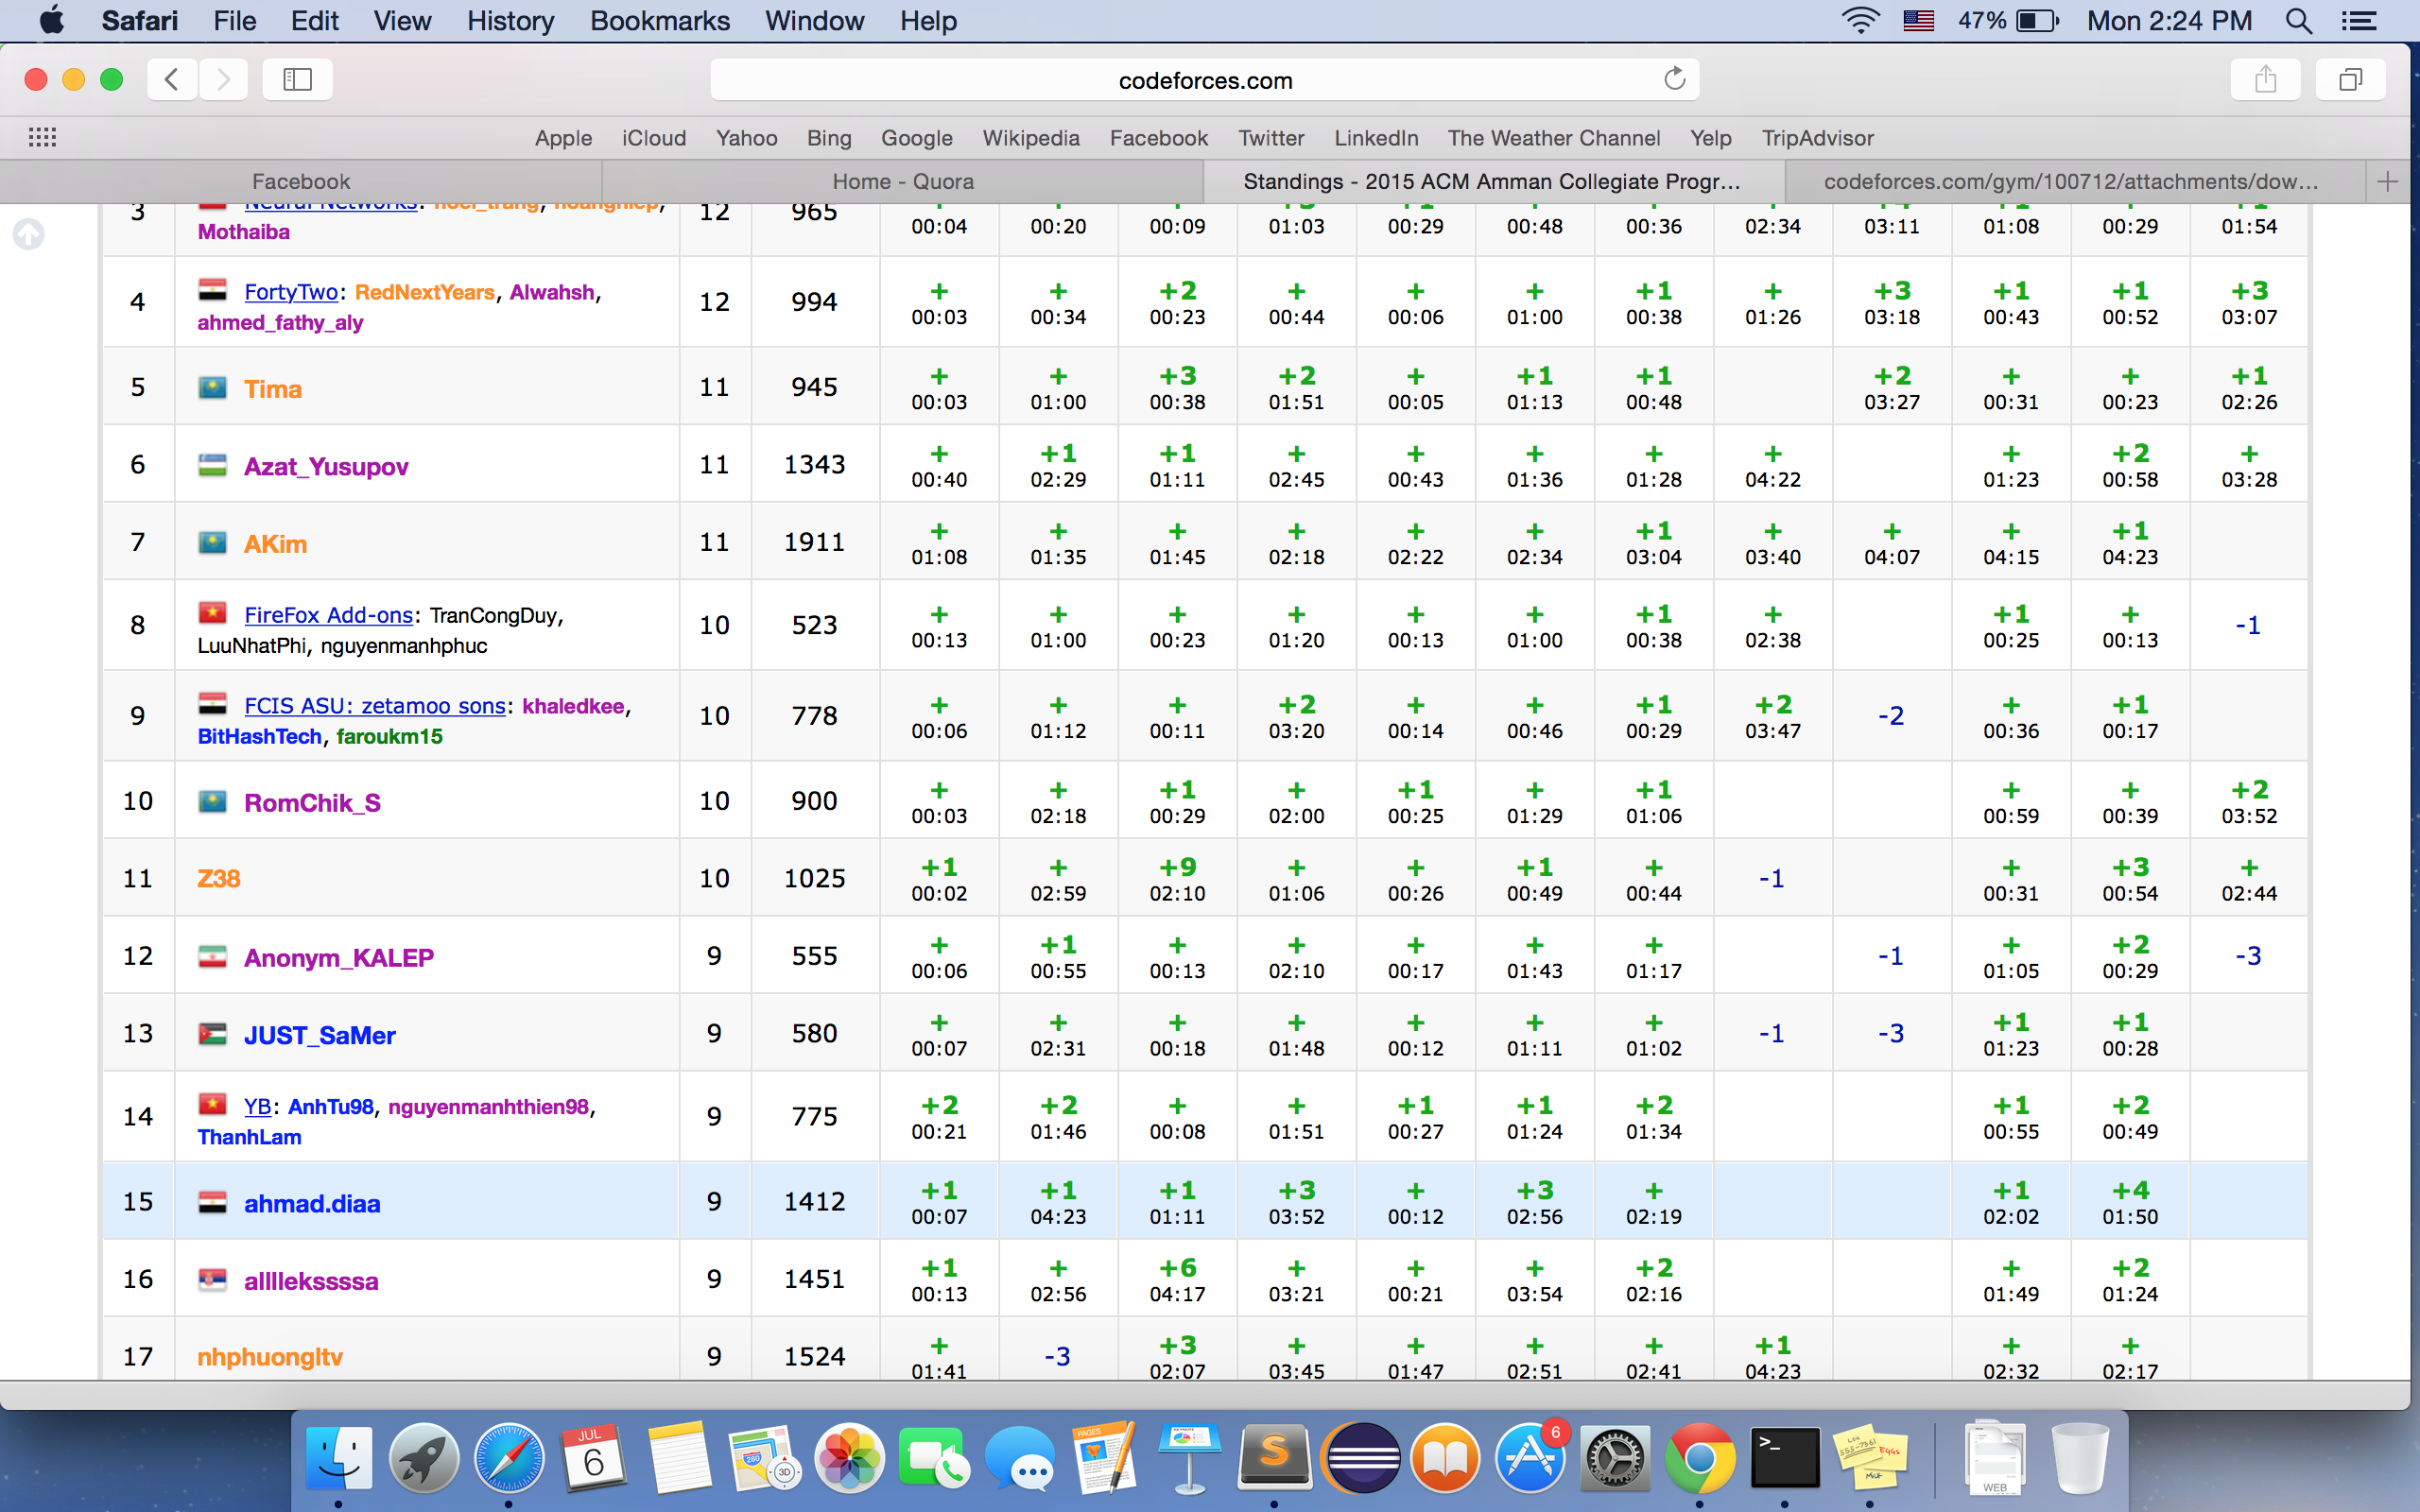 Safari File Edit View History Bookmarks Window Help 47% Mon 2:24 PM
codeforces.com
Apple iCloud Yahoo Bing Google Wikipedia Facebook Twitter LinkedIn The Weather Channel Yelp TripAdvisor
Facebook Home - Quora Standings - 2015 ACM Amman Collegiate Progr... codeforces.com/gym/100712/attachments/dow... +
3 Neural Networks: 12 965
Mothaiba 00:04 00:20 00:09 01:03 00:29 00:48 00:36 02:34 03:11 01:08 00:29 01:54
4 FortyTwo: RedNextYears, Alwahsh, 12 994 + + +2 + + + +1 + +3 +1 +1 +3
ahmed_fathy_aly 00:03 00:34 00:23 00:44 00:06 01:00 00:38 01:26 03:18 00:43 00:52 03:07
5 Tima 11 945 + + +3 +2 + +1 +1 +2 + + +1
00:03 01:00 00:38 01:51 00:05 01:13 00:48 03:27 00:31 00:23 02:26
6 Azat_Yusupov 11 1343 + +1 +1 + + + + + + +2 +
00:40 02:29 01:11 02:45 00:43 01:36 01:28 04:22 01:23 00:58 03:28
7 AKim 11 1911 + + + + + + +1 + + + +1
01:08 01:35 01:45 02:18 02:22 02:34 03:04 03:40 04:07 04:15 04:23
8 FireFox Add-ons: TranCongDuy, 10 523 + + + + + + +1 + +1 + -1
LuuNhatPhi, nguyenmanhphuc 00:13 01:00 00:23 01:20 00:13 01:00 00:38 02:38 00:25 00:13
9 FCIS ASU: zetamoo sons: khaledkee, 10 778 + + + +2 + + +1 +2 -2 + +1
BitHashTech, faroukm15 00:06 01:12 00:11 03:20 00:14 00:46 00:29 03:47 00:36 00:17
10 RomChik_S 10 900 + + +1 + +1 + +1 + + +2
00:03 02:18 00:29 02:00 00:25 01:29 01:06 00:59 00:39 03:52
11 Z38 10 1025 +1 + +9 + + +1 + -1 + +3 +
00:02 02:59 02:10 01:06 00:26 00:49 00:44 00:31 00:54 02:44
12 Anonym_KALEP 9 555 + +1 + + + + + -1 + +2 -3
00:06 00:55 00:13 02:10 00:17 01:43 01:17 01:05 00:29
13 JUST_SaMer 9 580 + + + + + + + -1 -3 +1 +1
00:07 02:31 00:18 01:48 00:12 01:11 01:02 01:23 00:28
14 YB: AnhTu98, nguyenmanhthien98, 9 775 +2 +2 + + +1 +1 +2 +1 +2
ThanhLam 00:21 01:46 00:08 01:51 00:27 01:24 01:34 00:55 00:49
15 ahmad.diaa 9 1412 +1 +1 +1 +3 + +3 + +1 +4
00:07 04:23 01:11 03:52 00:12 02:56 02:19 02:02 01:50
16 alllekssssa 9 1451 +1 + +6 + + + +2 + +2
00:13 02:56 04:17 03:21 00:21 03:54 02:16 01:49 01:24
17 nhphuongltv 9 1524 + -3 +3 + + + + +1 + +
01:41 02:07 03:45 01:47 02:51 02:41 04:23 02:32 02:17
JUL
6
280
3D
PAGES
S
6
>_
555-7361
EGGS
MILK
WEB